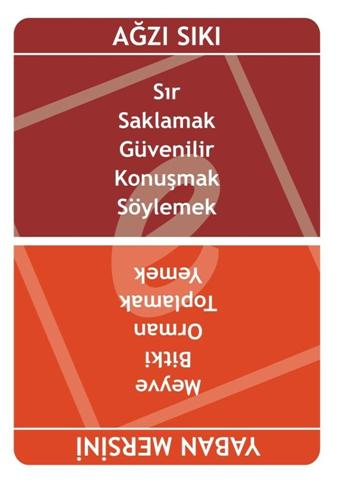 AĞZI SIKI
Sır
Saklamak
Güvenilir
Konuşmak
Söylemek
YABAN MERSİNİ
Meyve
Bitki
Orman
Toplamak
Yemek